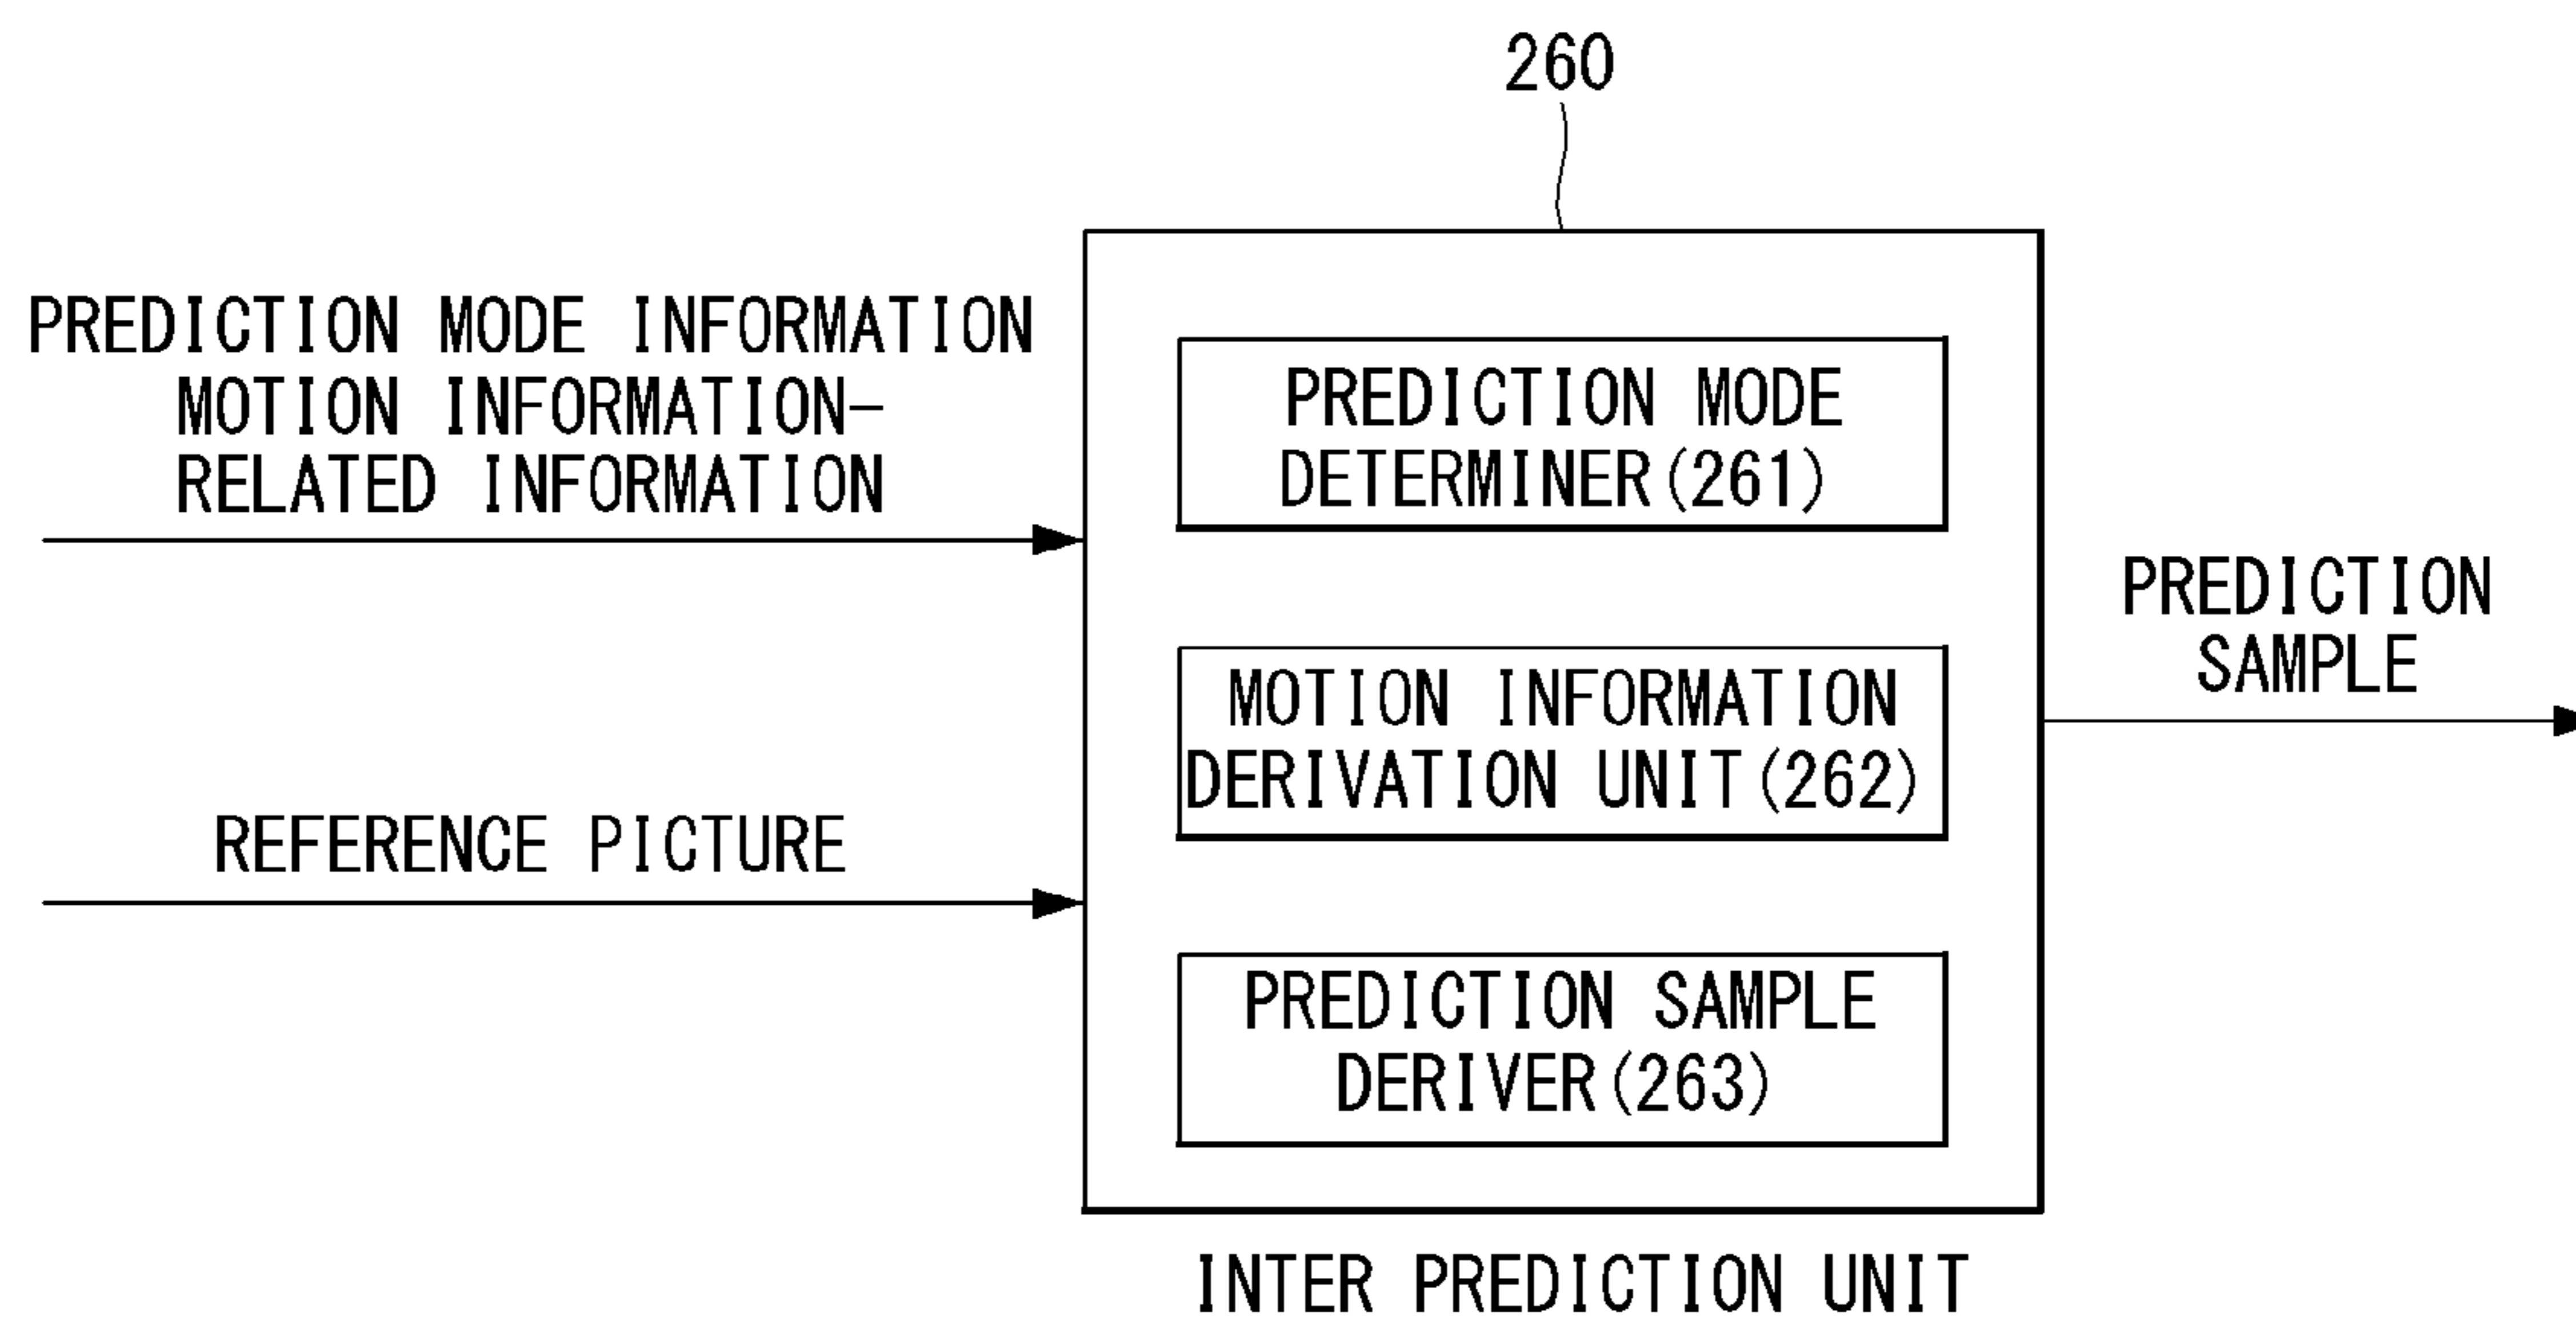 260
PREDICTION MODE INFORMATION
MOTION INFORMATION-
RELATED INFORMATION
REFERENCE PICTURE
PREDICTION MODE
DETERMINER(261)
MOTION INFORMATION
DERIVATION UNIT(262)
PREDICTION SAMPLE
DERIVER(263)
PREDICTION
SAMPLE
INTER PREDICTION UNIT